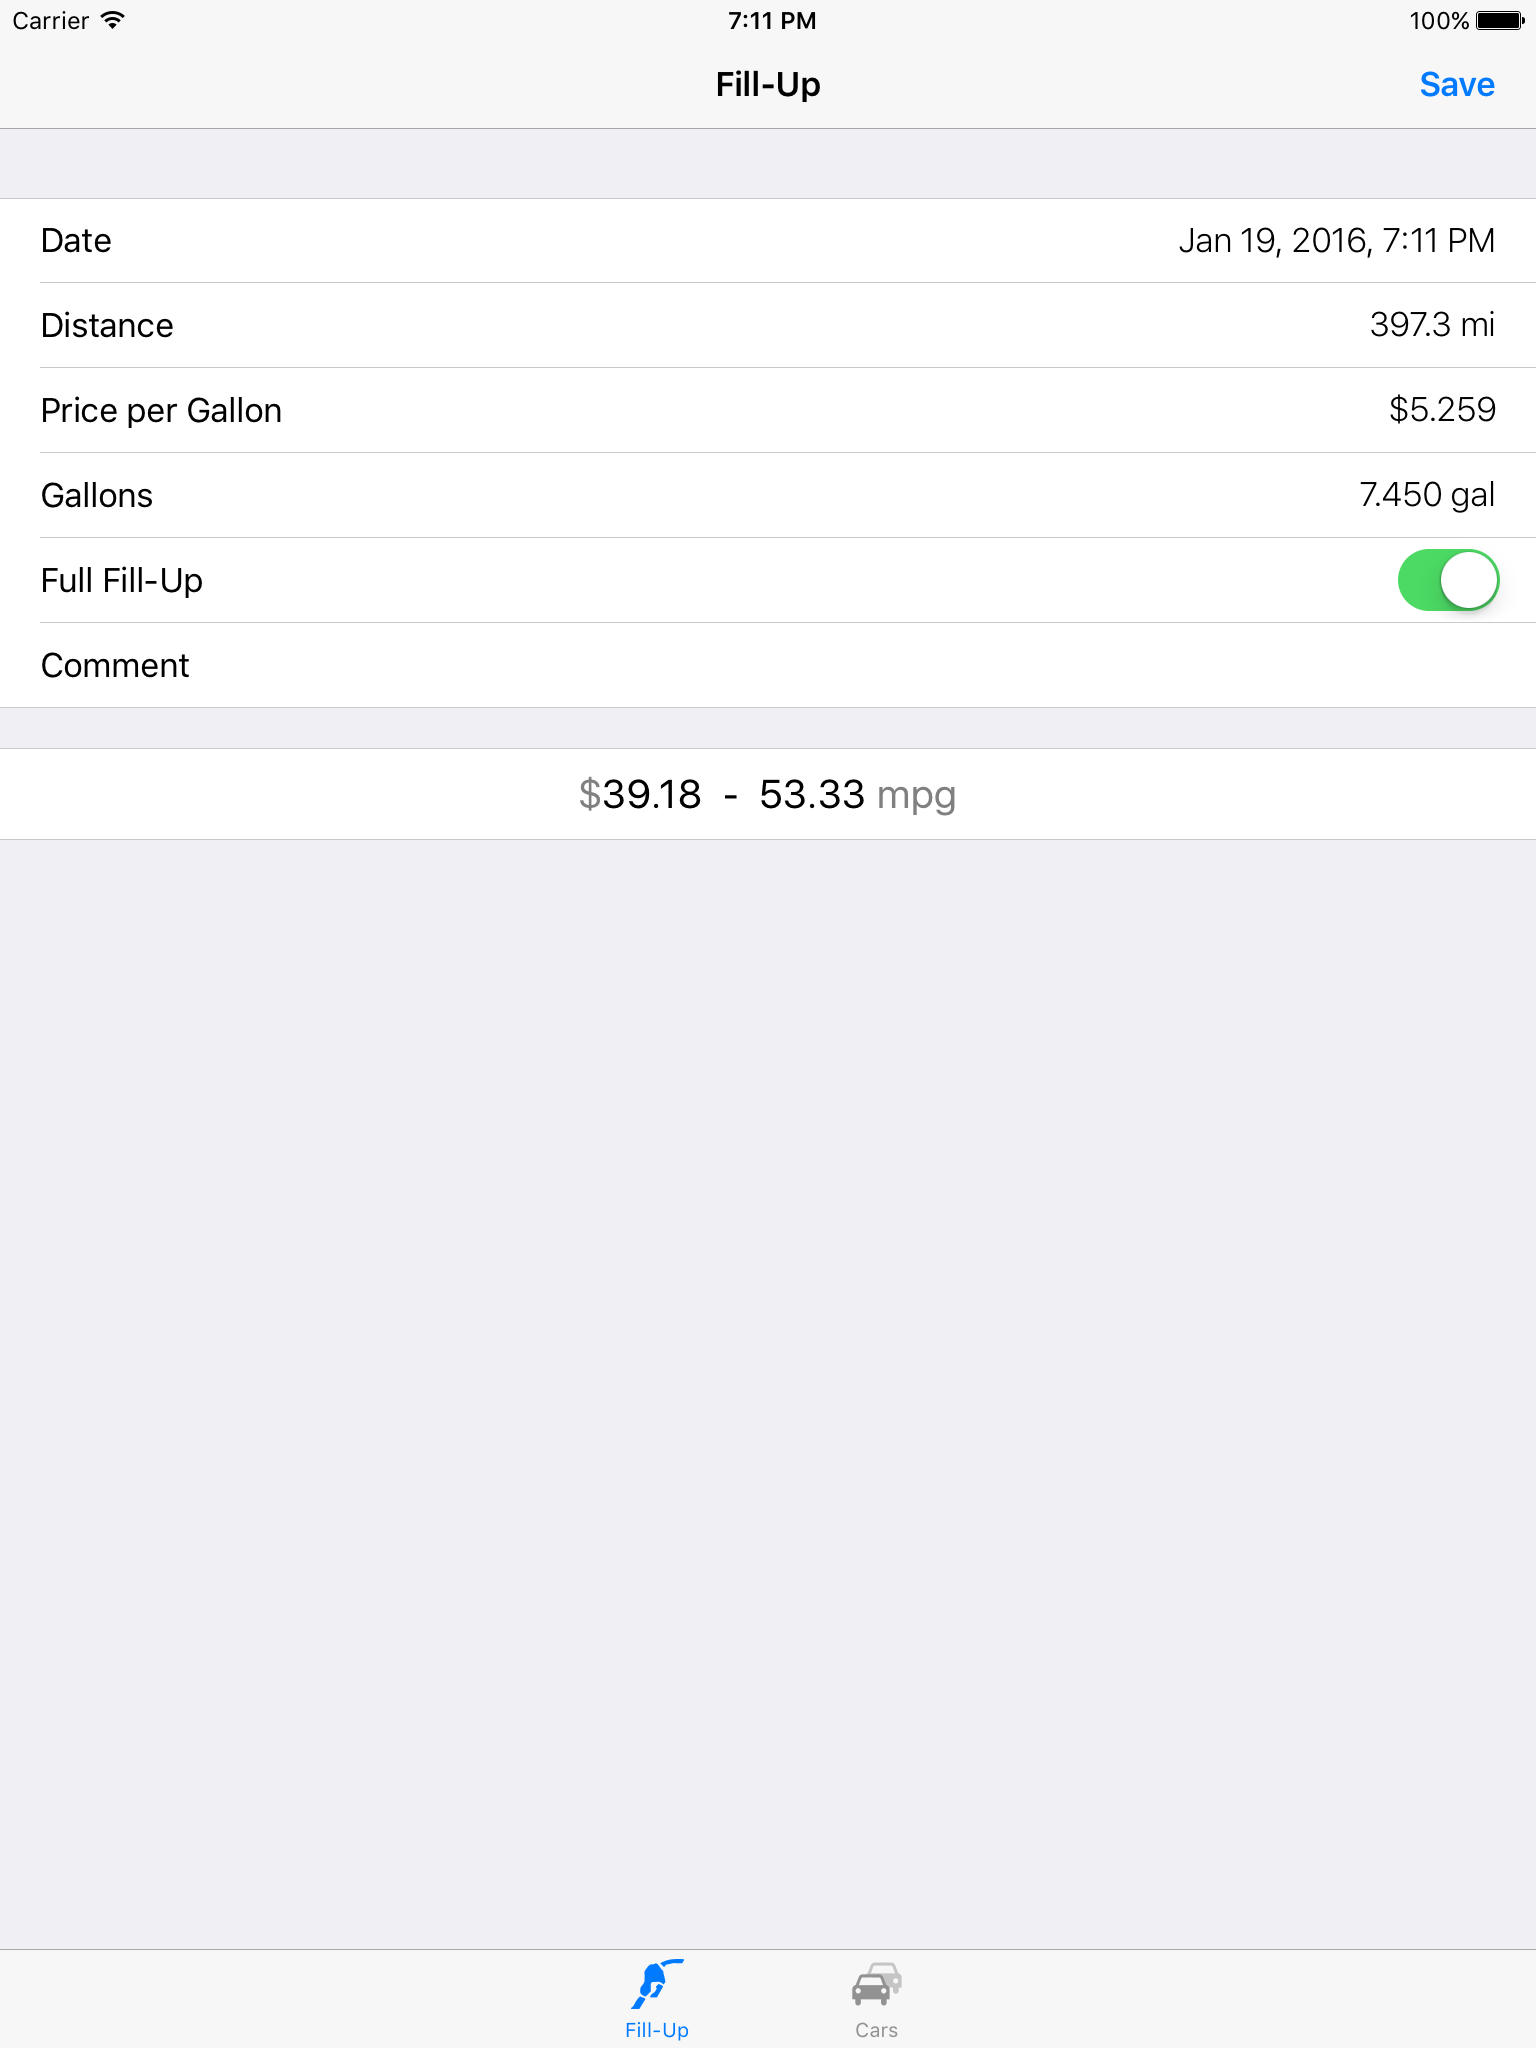 Carrier 7:11 PM 100%
Fill-Up Save
Date Jan 19, 2016, 7:11 PM
Distance 397.3 mi
Price per Gallon $5.259
Gallons 7.450 gal
Full Fill-Up
Comment
$39.18 - 53.33 mpg
Fill-Up Cars